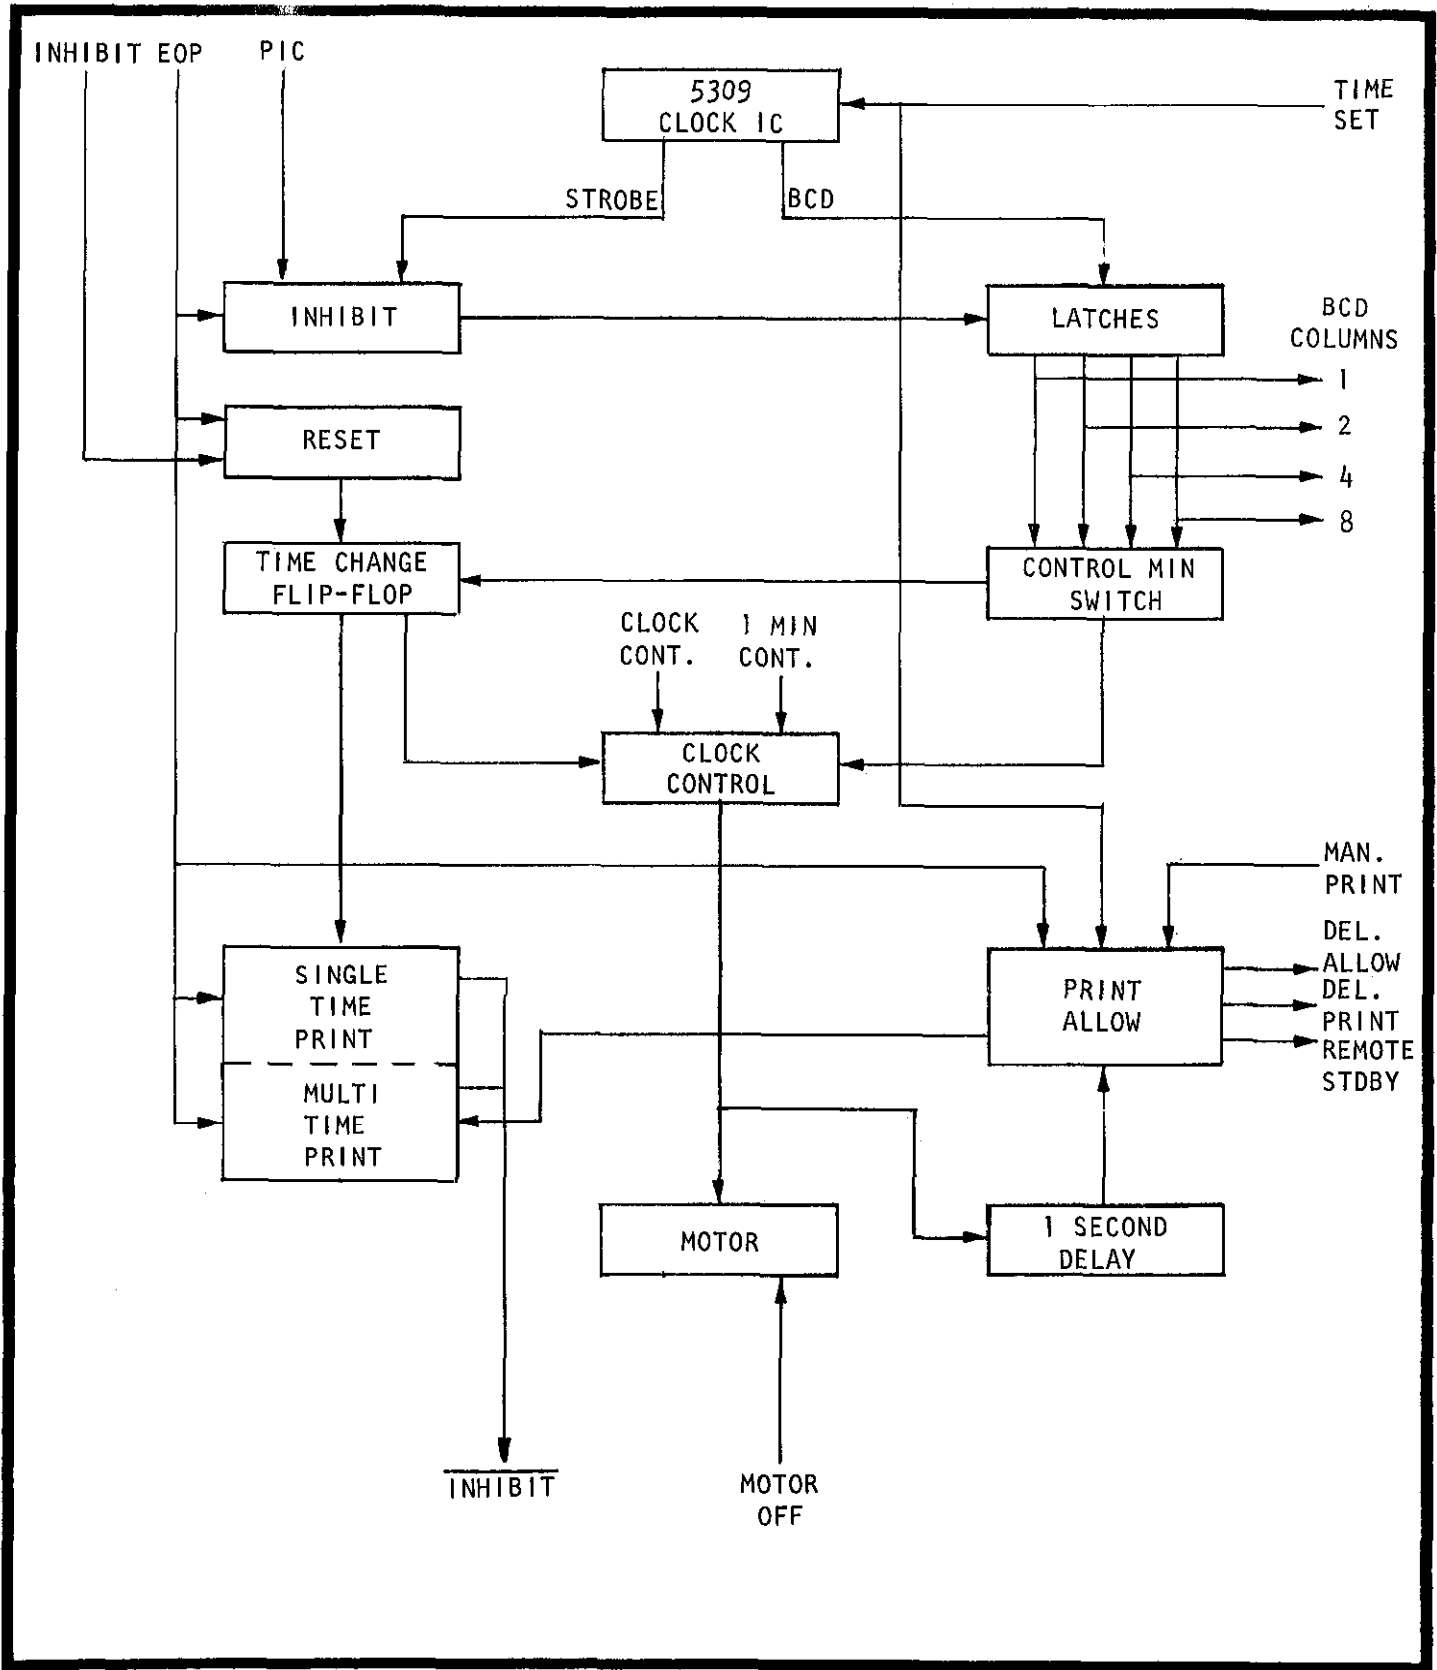 INHIBIT EOP PIC
5309
CLOCK IC
TIME
SET
STROBE
BCD
INHIBIT
LATCHES
BCD
COLUMNS
1
2
4
8
RESET
TIME CHANGE
FLIP-FLOP
CONTROL MIN
SWITCH
CLOCK
CONT.
1 MIN
CONT.
CLOCK
CONTROL
MAN.
PRINT
DEL.
ALLOW
DEL.
PRINT
REMOTE
STDBY
SINGLE
TIME
PRINT
PRINT
ALLOW
MULTI
TIME
PRINT
MOTOR
1 SECOND
DELAY
INHIBIT
MOTOR
OFF